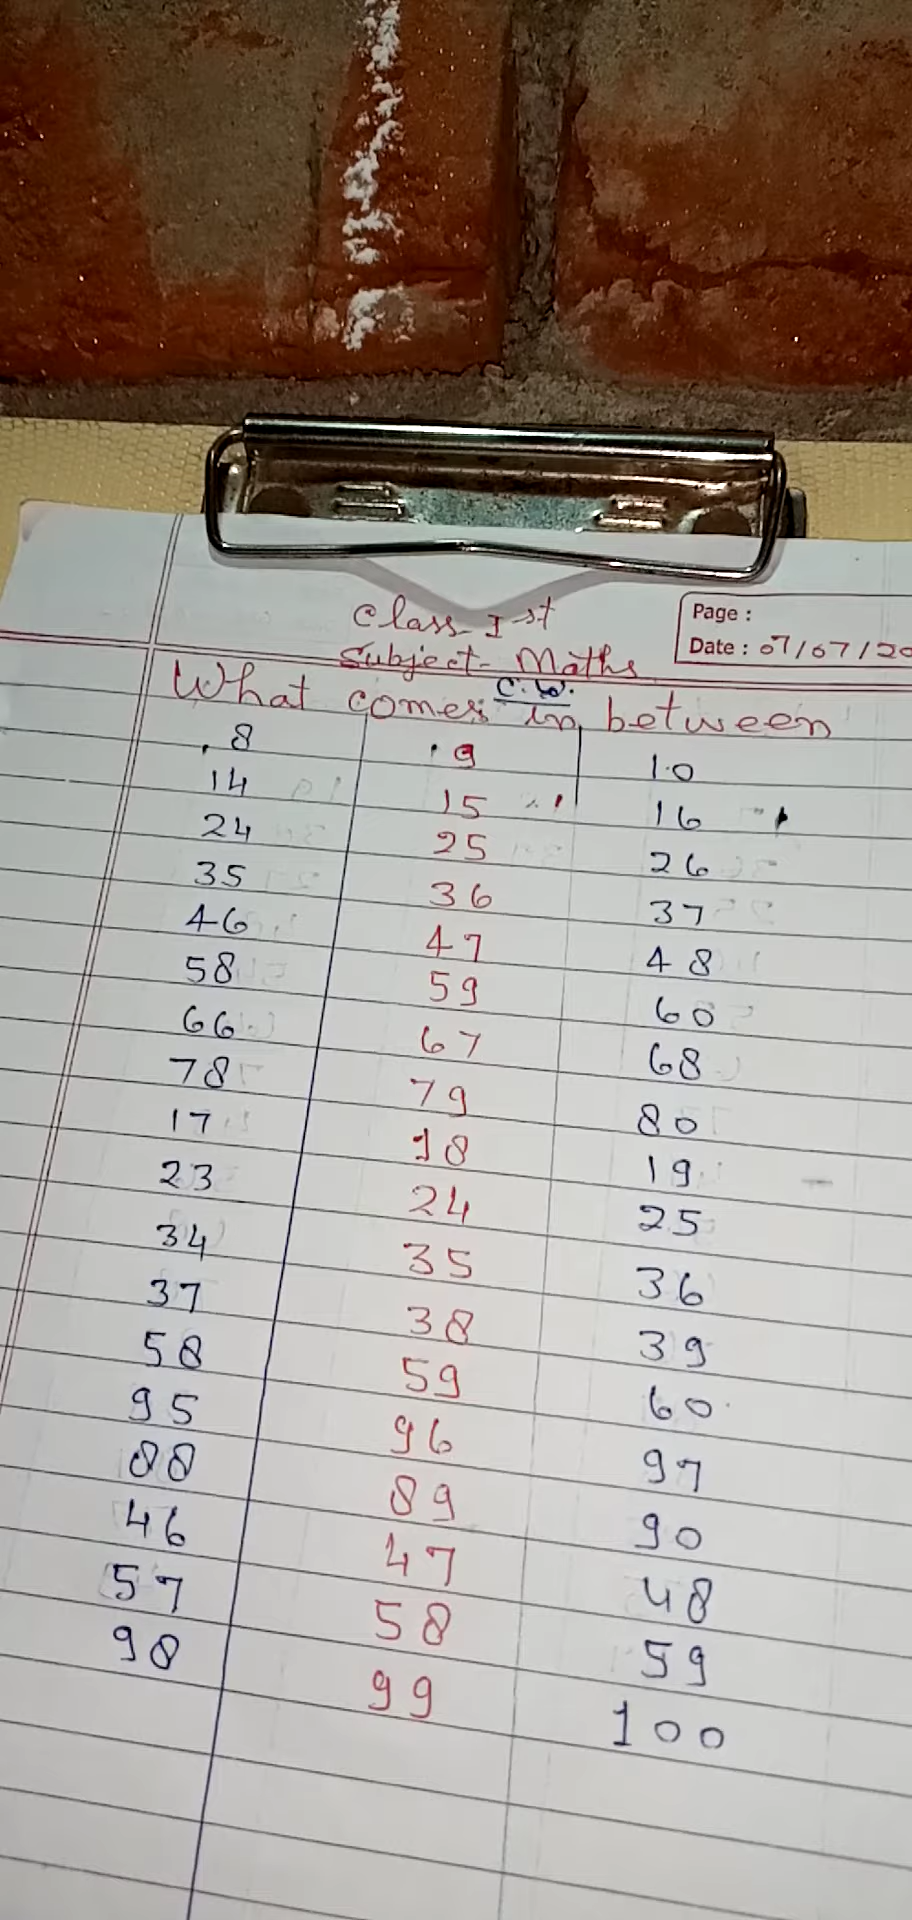 Class Ist
Page :
Subject- Maths
Date : 07/07/20
C.W.
What comes in between
8 9 10
14 15 16
24 25 26
35 36 37
46 47 48
58 59 60
66 67 68
78 79 80
17 18 19
23 24 25
34 35 36
37 38 39
58 59 60
95 96 97
88 89 90
46 47 48
57 58 59
98 99 100